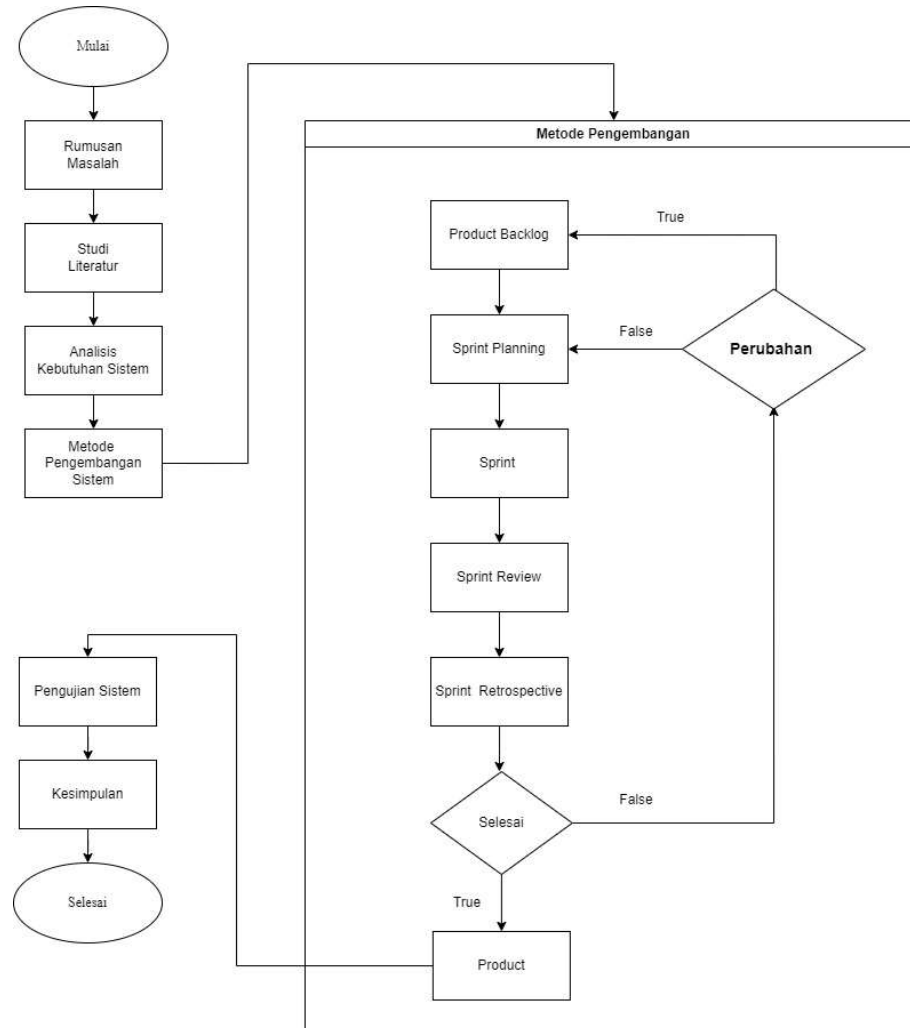 Mulai
Rumusan
Masalah
Studi
Literatur
Analisis
Kebutuhan Sistem
Metode
Pengembangan
Sistem
Metode Pengembangan
Product Backlog
True
Sprint Planning
False
Perubahan
Sprint
Sprint Review
Sprint Retrospective
Selesai
False
True
Product
Pengujian Sistem
Kesimpulan
Selesai